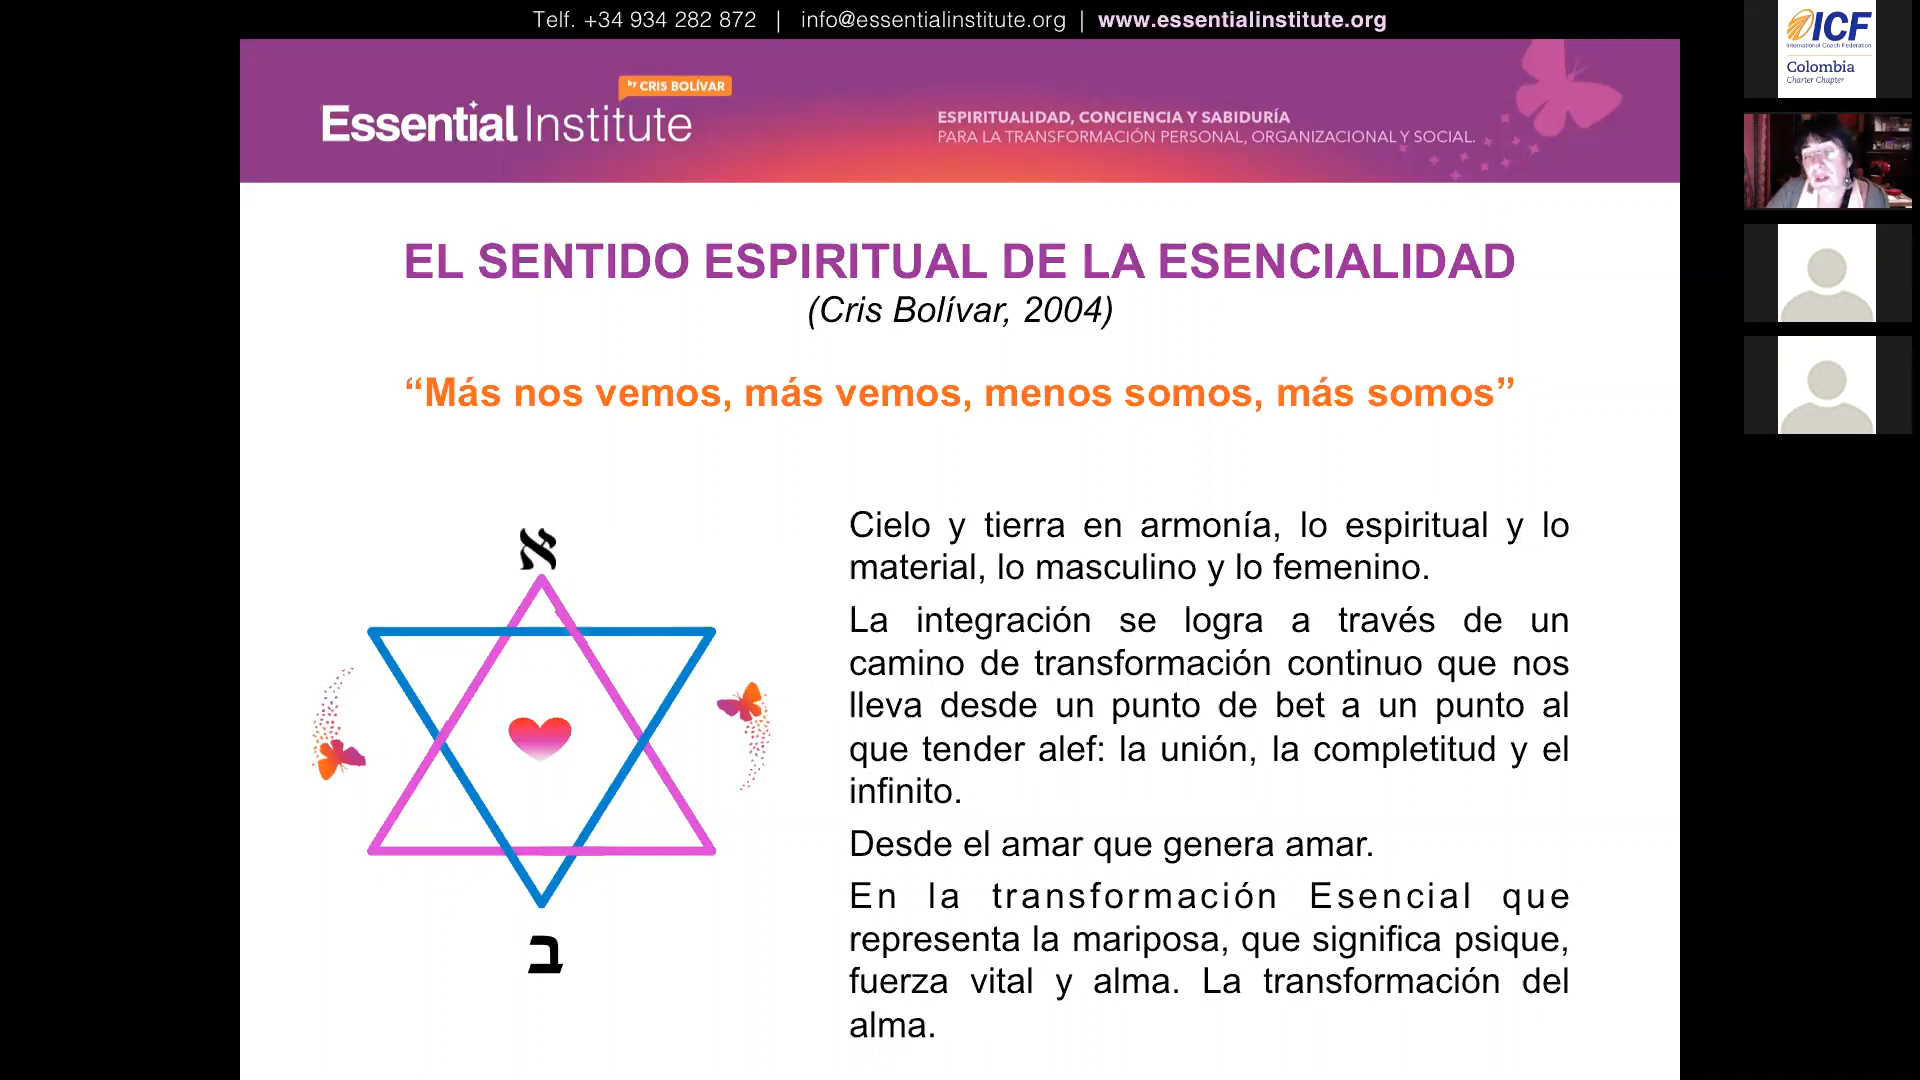 Telf. +34 934 282 872 | info@essentialinstitute.org | www.essentialinstitute.org
by CRIS BOLÍVAR
Essential Institute
ESPIRITUALIDAD, CONCIENCIA Y SABIDURÍA
PARA LA TRANSFORMACIÓN PERSONAL, ORGANIZACIONAL Y SOCIAL.
EL SENTIDO ESPIRITUAL DE LA ESENCIALIDAD
(Cris Bolívar, 2004)
“Más nos vemos, más vemos, menos somos, más somos”
א
ב
Cielo y tierra en armonía, lo espiritual y lo
material, lo masculino y lo femenino.
La integración se logra a través de un
camino de transformación continuo que nos
lleva desde un punto de bet a un punto al
que tender alef: la unión, la completitud y el
infinito.
Desde el amar que genera amar.
En la transformación Esencial que
representa la mariposa, que significa psique,
fuerza vital y alma. La transformación del
alma.
ICF
International Coach Federation
Colombia
Charter Chapter